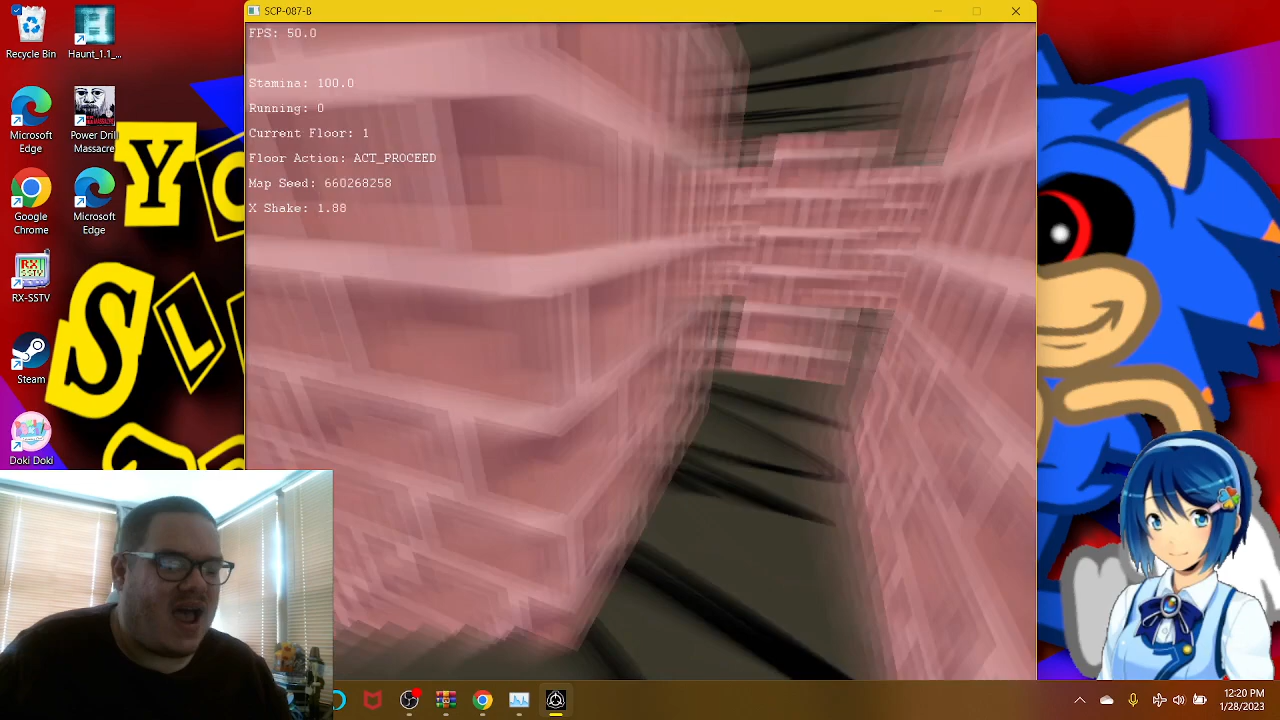 SCP-087-B
FPS: 50.0
Stamina: 100.0
Running: 0
Current Floor: 1
Floor Action: ACT_PROCEED
Map Seed: 660268258
X Shake: 1.88
Recycle Bin
Haunt_1.1_...
Microsoft
Edge
Power Drill
Massacre
Google
Chrome
Microsoft
Edge
RX-SSTV
Steam
Doki Doki
YO
SL
12:20 PM
1/28/2023